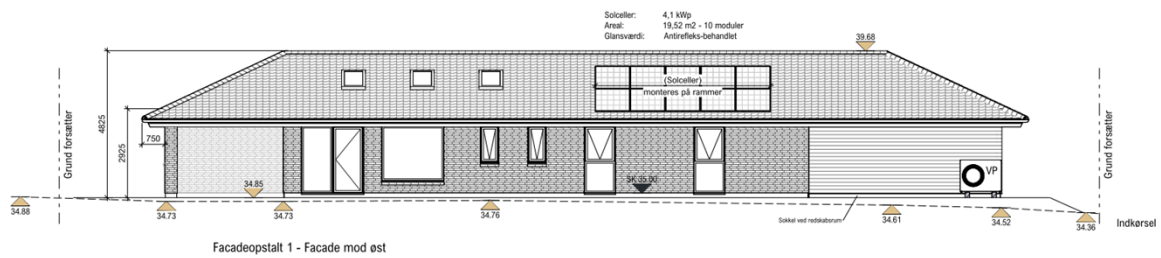 Solceller: 4,1 kWp
Areal: 19,52 m2 - 10 moduler
Glansværdi: Antirefleks-behandlet
39.68
(Solceller)
monteres på rammer
4825
2925
750
Grund forsætter
Grund forsætter
VP
34.85
SK 35.00
34.88
34.73
34.73
34.76
34.61
34.52
34.36
Sokkel ved redskabsrum
Indkørsel
Facadeopstalt 1 - Facade mod øst